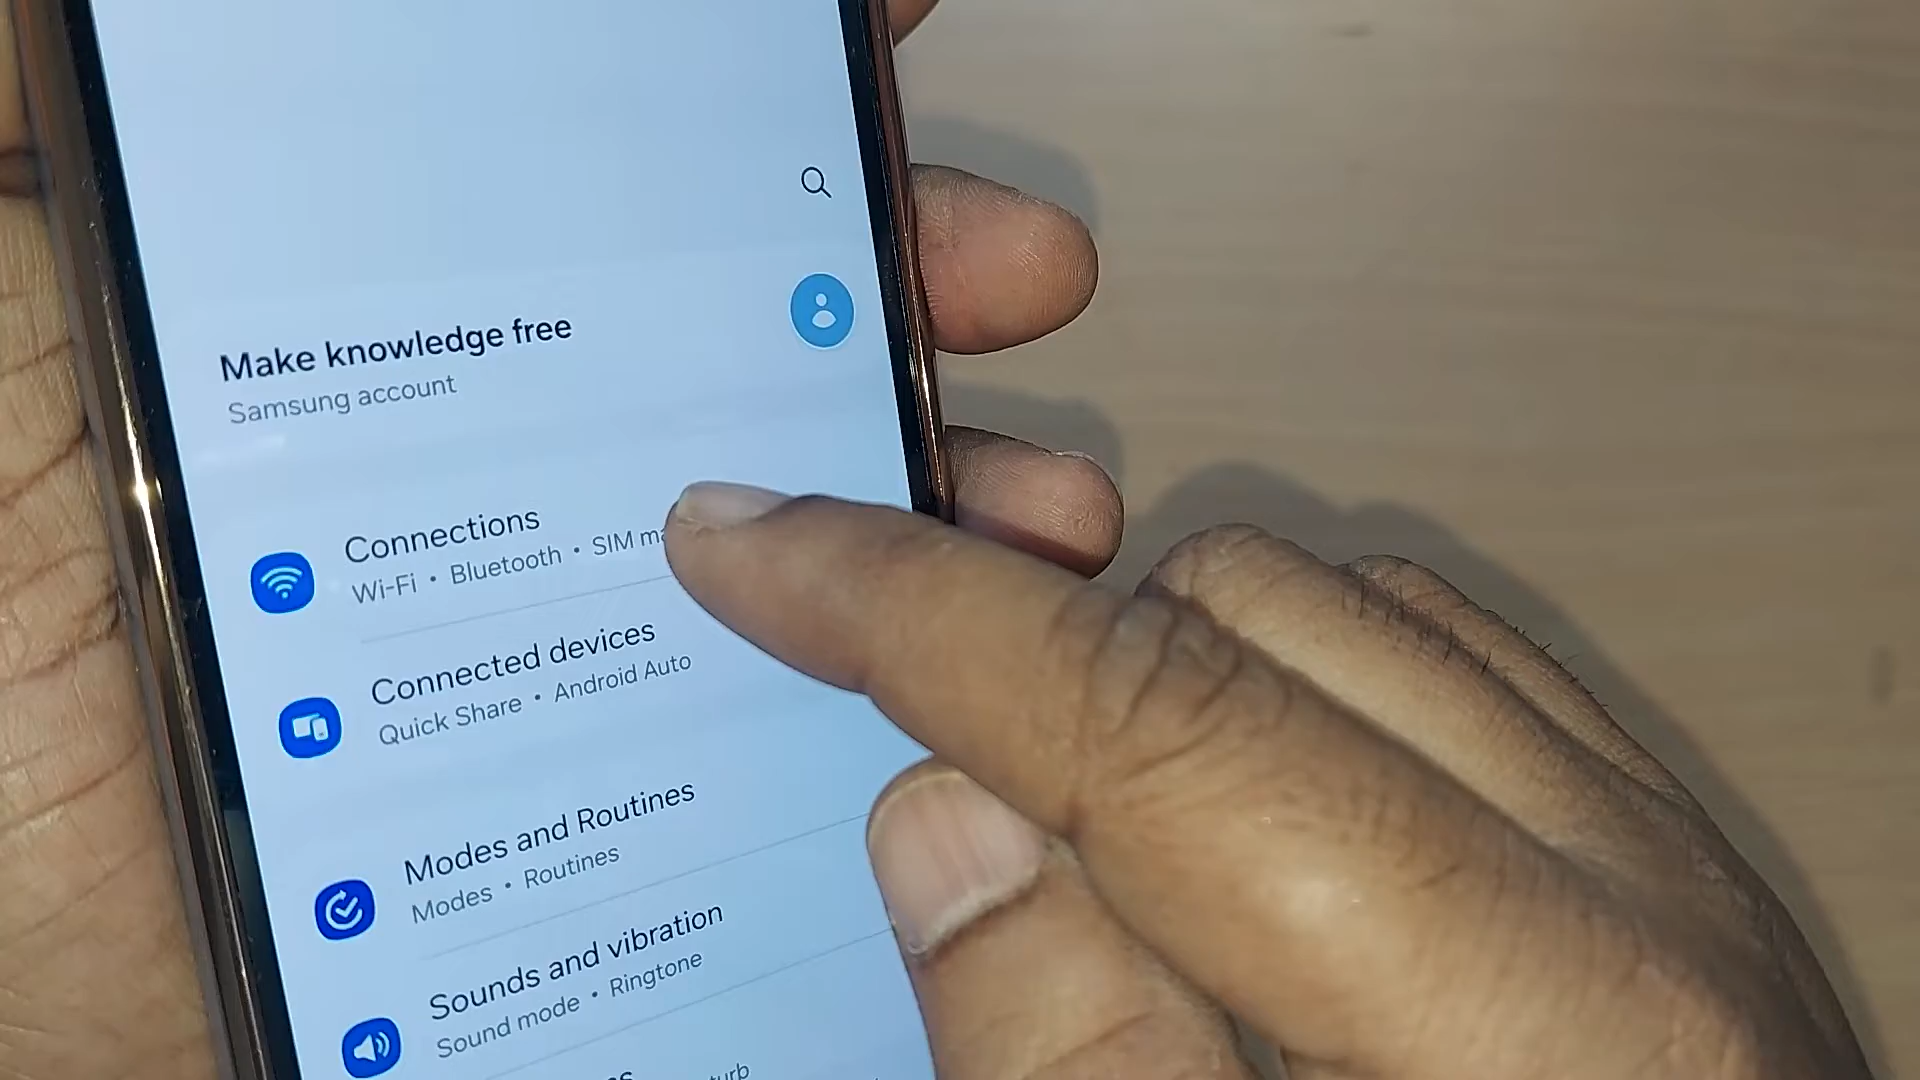 Make knowledge free
Samsung account
Connections
Wi-Fi • Bluetooth • SIM
Connected devices
Quick Share • Android Auto
Modes and Routines
Modes • Routines
Sounds and vibration
Sound mode • Ringtone